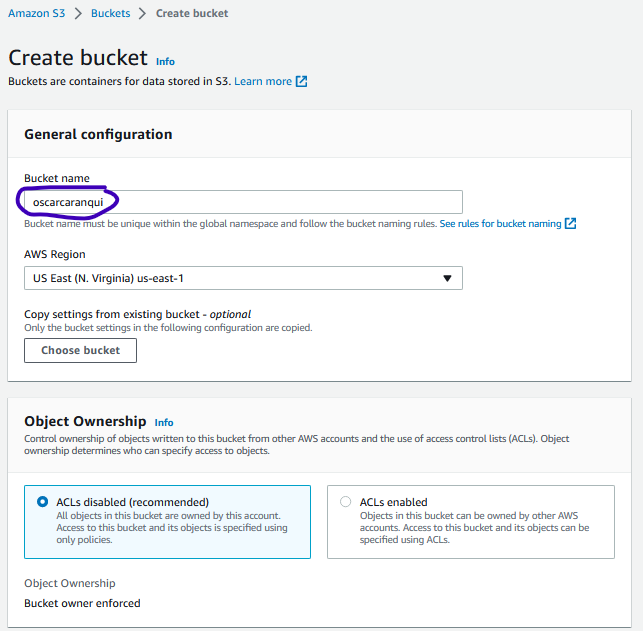 Amazon S3 > Buckets > Create bucket
Create bucket Info
Buckets are containers for data stored in S3. Learn more
General configuration
Bucket name
oscarcaranqui
Bucket name must be unique within the global namespace and follow the bucket naming rules. See rules for bucket naming
AWS Region
US East (N. Virginia) us-east-1
Copy settings from existing bucket - optional
Only the bucket settings in the following configuration are copied.
Choose bucket
Object Ownership Info
Control ownership of objects written to this bucket from other AWS accounts and the use of access control lists (ACLs). Object
ownership determines who can specify access to objects.
ACLs disabled (recommended)
All objects in this bucket are owned by this account.
Access to this bucket and its objects is specified using
only policies.
ACLs enabled
Objects in this bucket can be owned by other AWS
accounts. Access to this bucket and its objects can be
specified using ACLs.
Object Ownership
Bucket owner enforced